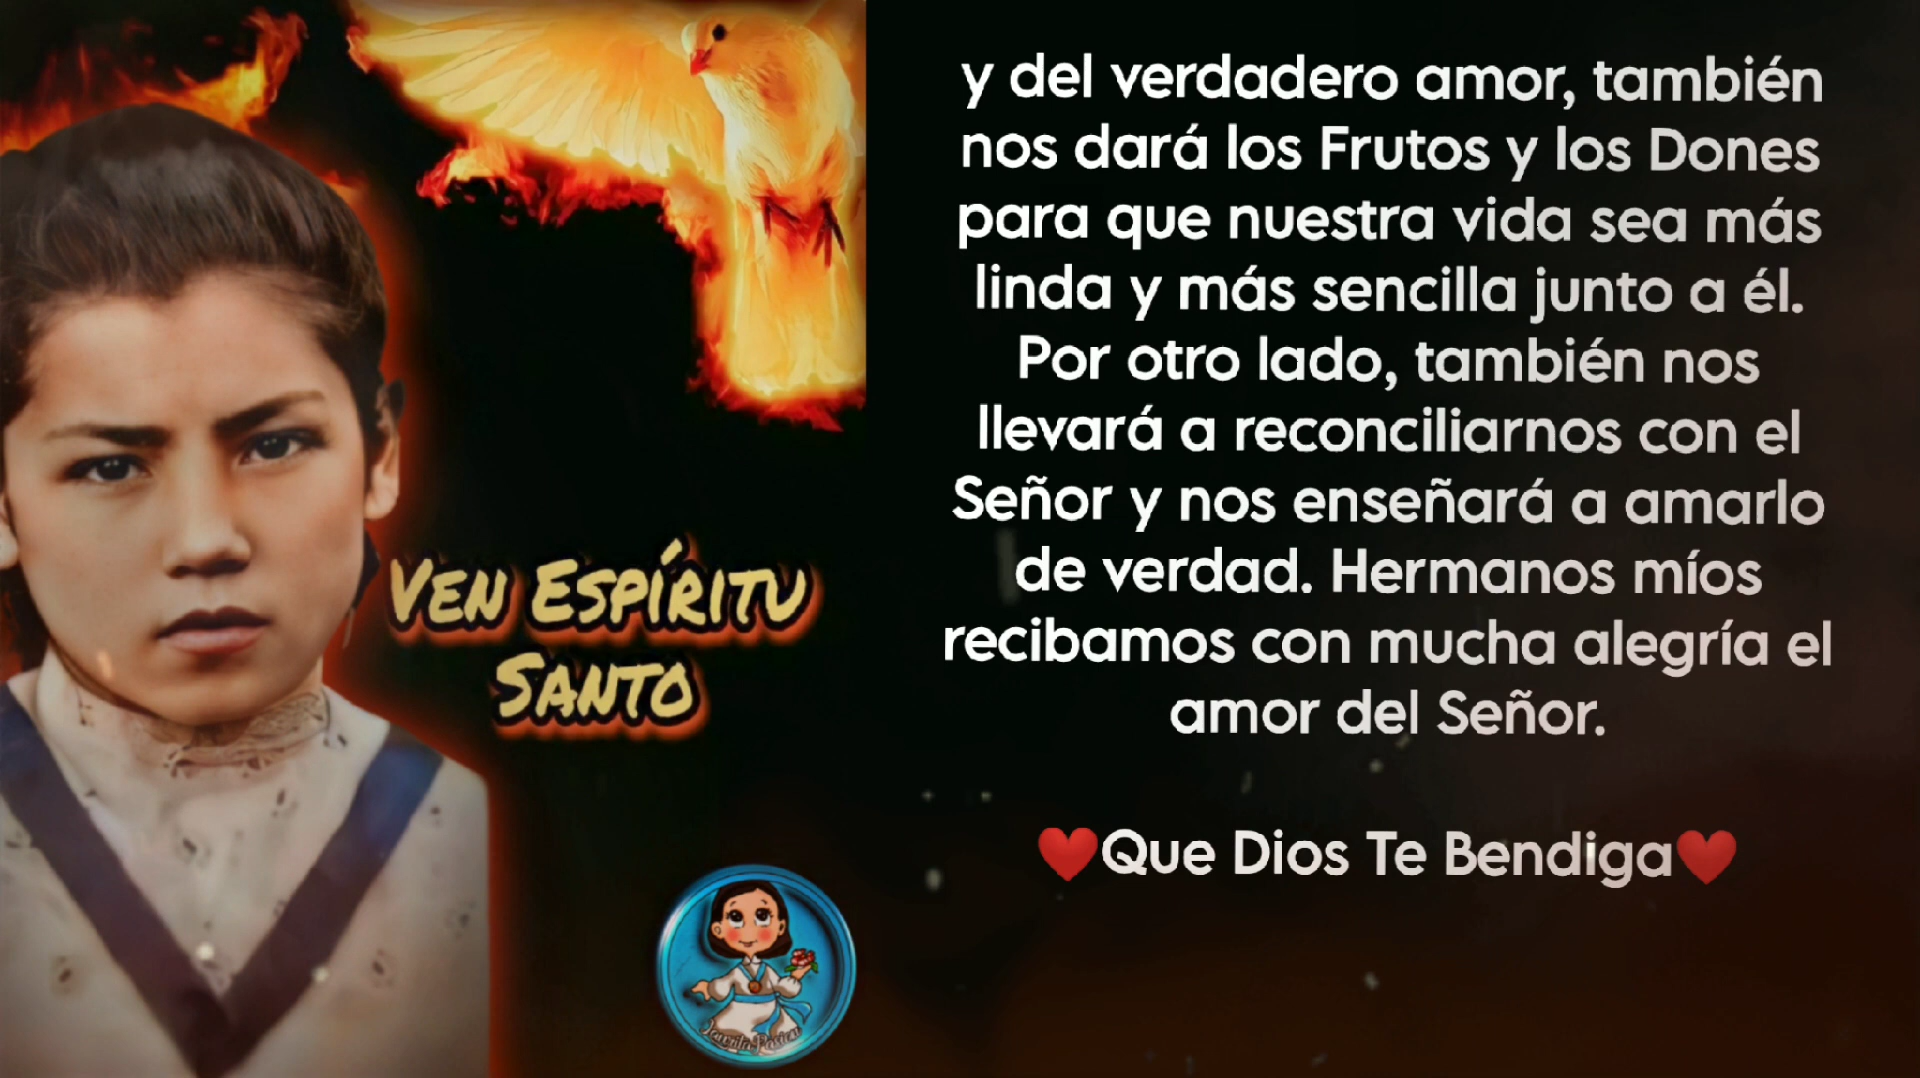 y del verdadero amor, también
nos dará los Frutos y los Dones
para que nuestra vida sea más
linda y más sencilla junto a él.
Por otro lado, también nos
llevará a reconciliarnos con el
Señor y nos enseñará a amarlo
de verdad. Hermanos míos
recibamos con mucha alegría el
amor del Señor.
❤️Que Dios Te Bendiga❤️
VEN ESPÍRITU
SANTO